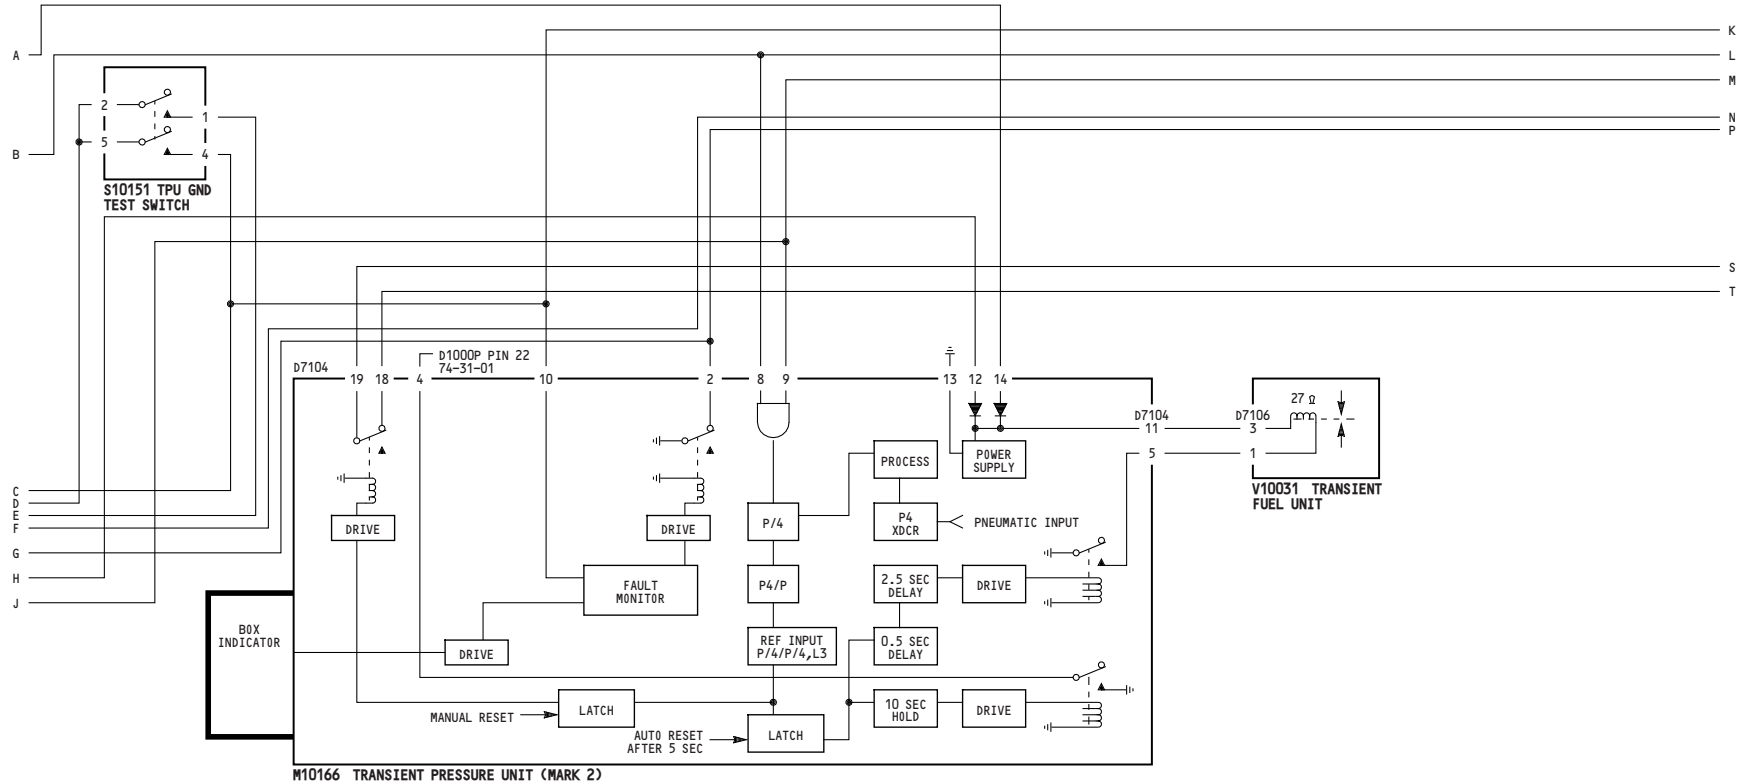 A
B
K
L
M
N
P
2
1
5
4
S10151 TPU GND
TEST SWITCH
S
T
D7104
D1000P PIN 22
74-31-01
19
18
4
10
2
8
9
13
12
14
C
D
E
F
G
H
J
D7104
11
5
D7106
3
1
27 Ω
V10031 TRANSIENT
FUEL UNIT
PROCESS
POWER
SUPPLY
DRIVE
DRIVE
P/4
P4
XDCR
PNEUMATIC INPUT
FAULT
MONITOR
P4/P
2.5 SEC
DELAY
DRIVE
BOX
INDICATOR
DRIVE
REF INPUT
P/4/P/4,L3
0.5 SEC
DELAY
MANUAL RESET
LATCH
10 SEC
HOLD
DRIVE
AUTO RESET
AFTER 5 SEC
LATCH
M10166 TRANSIENT PRESSURE UNIT (MARK 2)